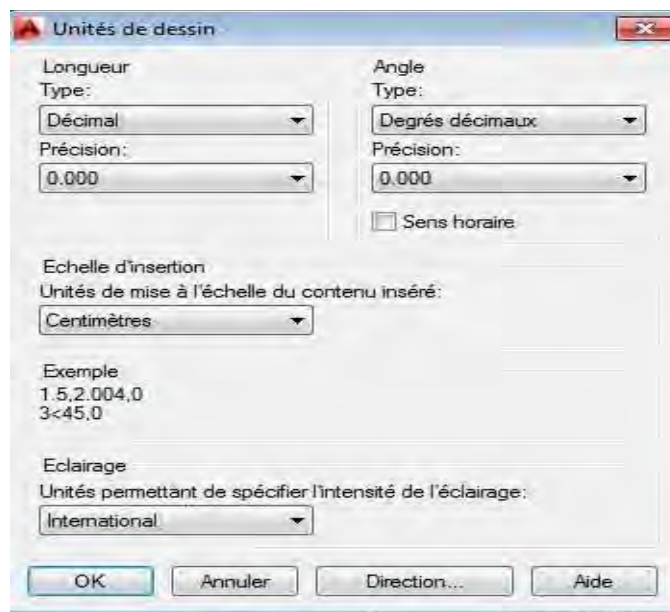 Unités de dessin
Longueur
Type:
Décimal
Précision:
0.000
Angle
Type:
Degrés décimaux
Précision:
0.000
Sens horaire
Echelle d'insertion
Unités de mise à l'échelle du contenu inséré:
Centimètres
Exemple
1.5,2.004,0
3<45,0
Eclairage
Unités permettant de spécifier l'intensité de l'éclairage:
International
OK
Annuler
Direction...
Aide